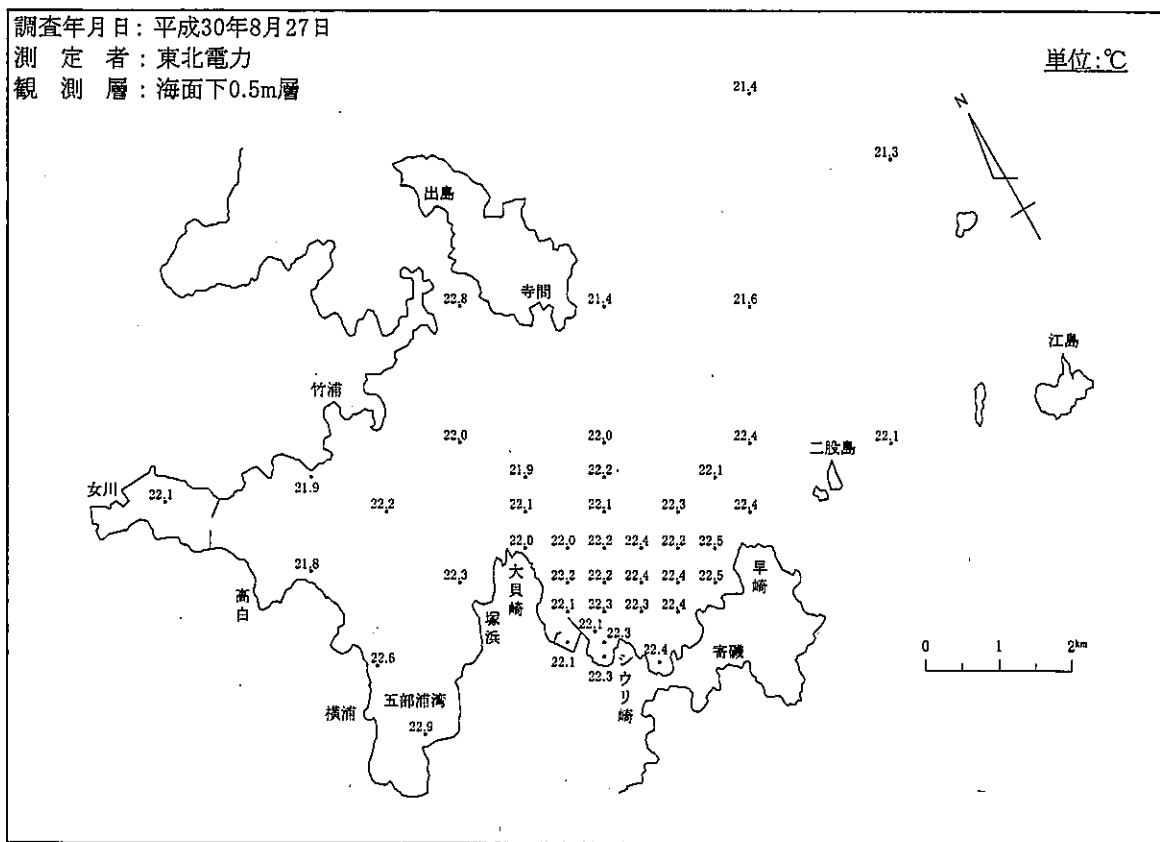 調査年月日：平成30年8月27日
測定者：東北電力
観測層：海面下0.5m層
単位:℃
21.4
N
21.3
出島
22.8
寺間
21.4
21.6
江島
竹浦
22.0
22.0
22.4
22.1
二股島
21.9
22.2
22.1
女川
22.1
21.9
22.2
22.1
22.1
22.3
22.4
22.0
22.0
22.2
22.4
22.2
22.5
21.8
22.3
大貝崎
22.2
22.2
22.4
22.4
22.5
早崎
高白
塚浜
22.1
22.3
22.3
22.4
22.1
22.3
22.1
22.3
シウリ崎
22.4
寄磯
0 1 2km
22.6
五部浦湾
横浦
22.9